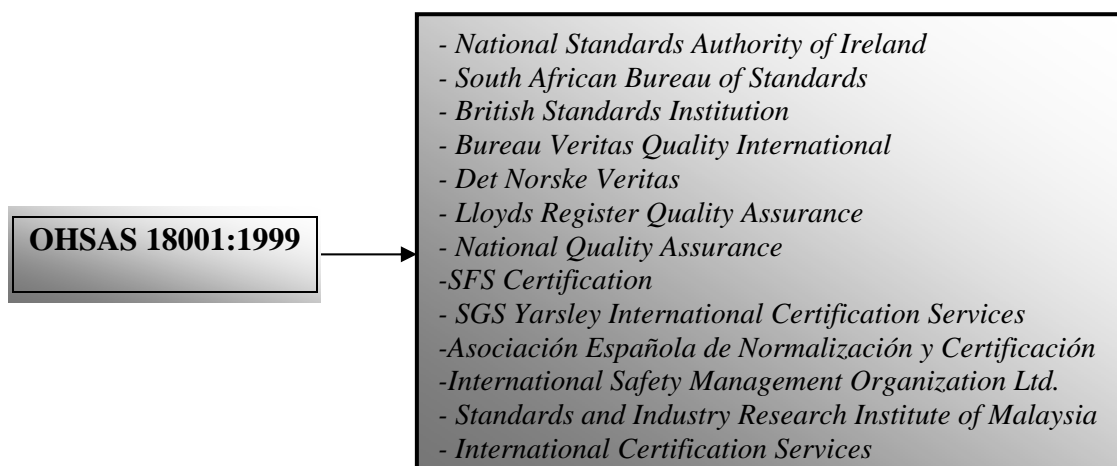 OHSAS 18001:1999
- National Standards Authority of Ireland
- South African Bureau of Standards
- British Standards Institution
- Bureau Veritas Quality International
- Det Norske Veritas
- Lloyds Register Quality Assurance
- National Quality Assurance
-SFS Certification
- SGS Yarsley International Certification Services
-Asociación Española de Normalización y Certificación
-International Safety Management Organization Ltd.
- Standards and Industry Research Institute of Malaysia
- International Certification Services